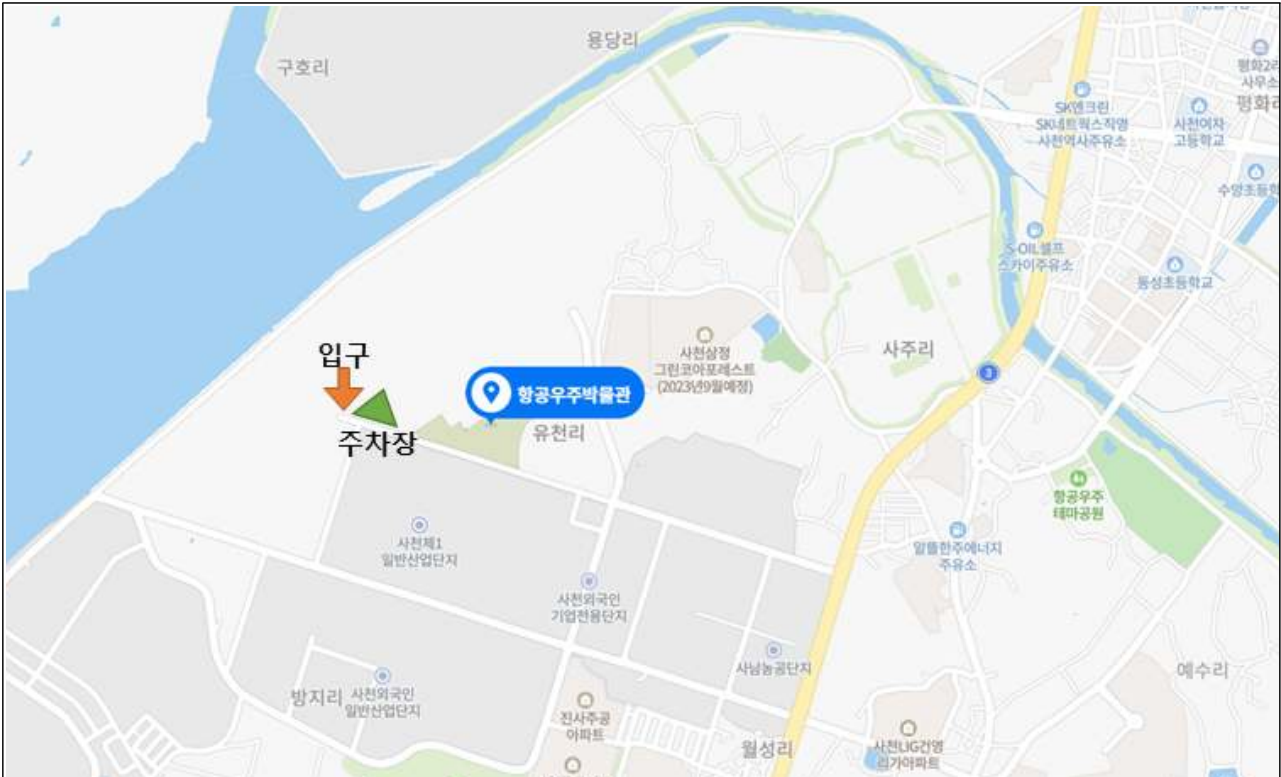 용당리
구호리
평화2리
사무소
평화리
SK엔크린
SK네트웍스직영
사천역사주유소
사천여자
고등학교
수양초등학
S-OIL셀프
스카이주유소
동성초등학교
입구
사천삼정
그린코아포레스트
(2023년9월예정)
사주리
3
항공우주박물관
유천리
주차장
항공우주
테마공원
사천제1
일반산업단지
알뜰한주에너지
주유소
사천외국인
기업전용단지
사남농공단지
예수리
방지리
사천외국인
일반산업단지
진사주공
아파트
월성리
사천LIG건영
리가아파트